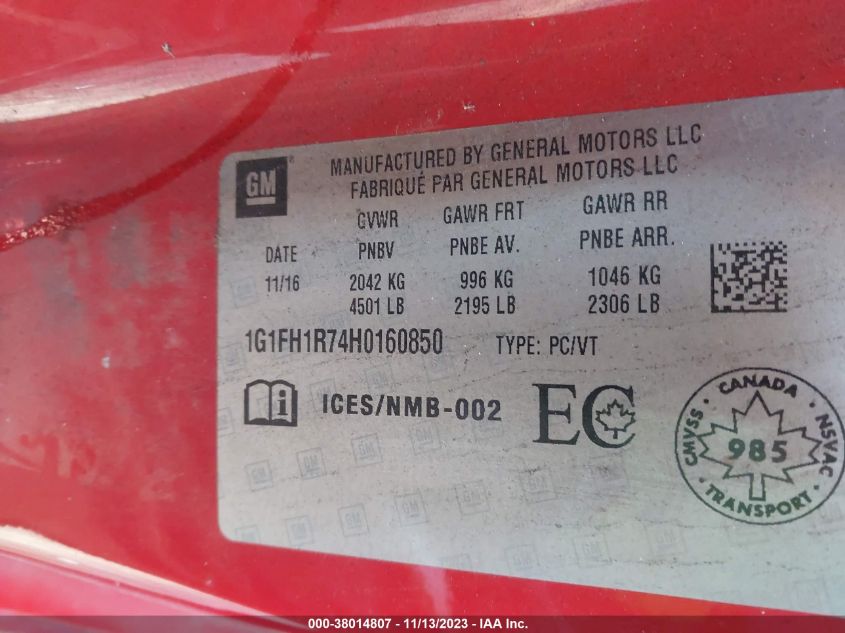 GM
MANUFACTURED BY GENERAL MOTORS LLC
FABRIQUÉ PAR GENERAL MOTORS LLC
GVWR GAWR FRT GAWR RR
DATE PNBV PNBE AV. PNBE ARR.
11/16 2042 KG 996 KG 1046 KG
4501 LB 2195 LB 2306 LB
1G1FH1R74H0160850 TYPE: PC/VT
i ICES/NMB-002 EC
CANADA
CMVSS 985 NSVAC
TRANSPORT
000-38014807 - 11/13/2023 - IAA Inc.